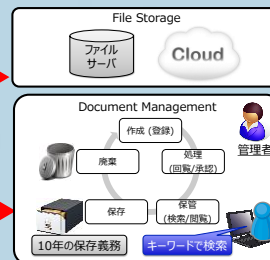 File Storage
ファイル
サーバ
Cloud
Document Management
作成 (登録)
管理者
廃棄
処理
(回覧/承認)
保存
保管
(検索/閲覧)
10年の保存義務
キーワードで検索